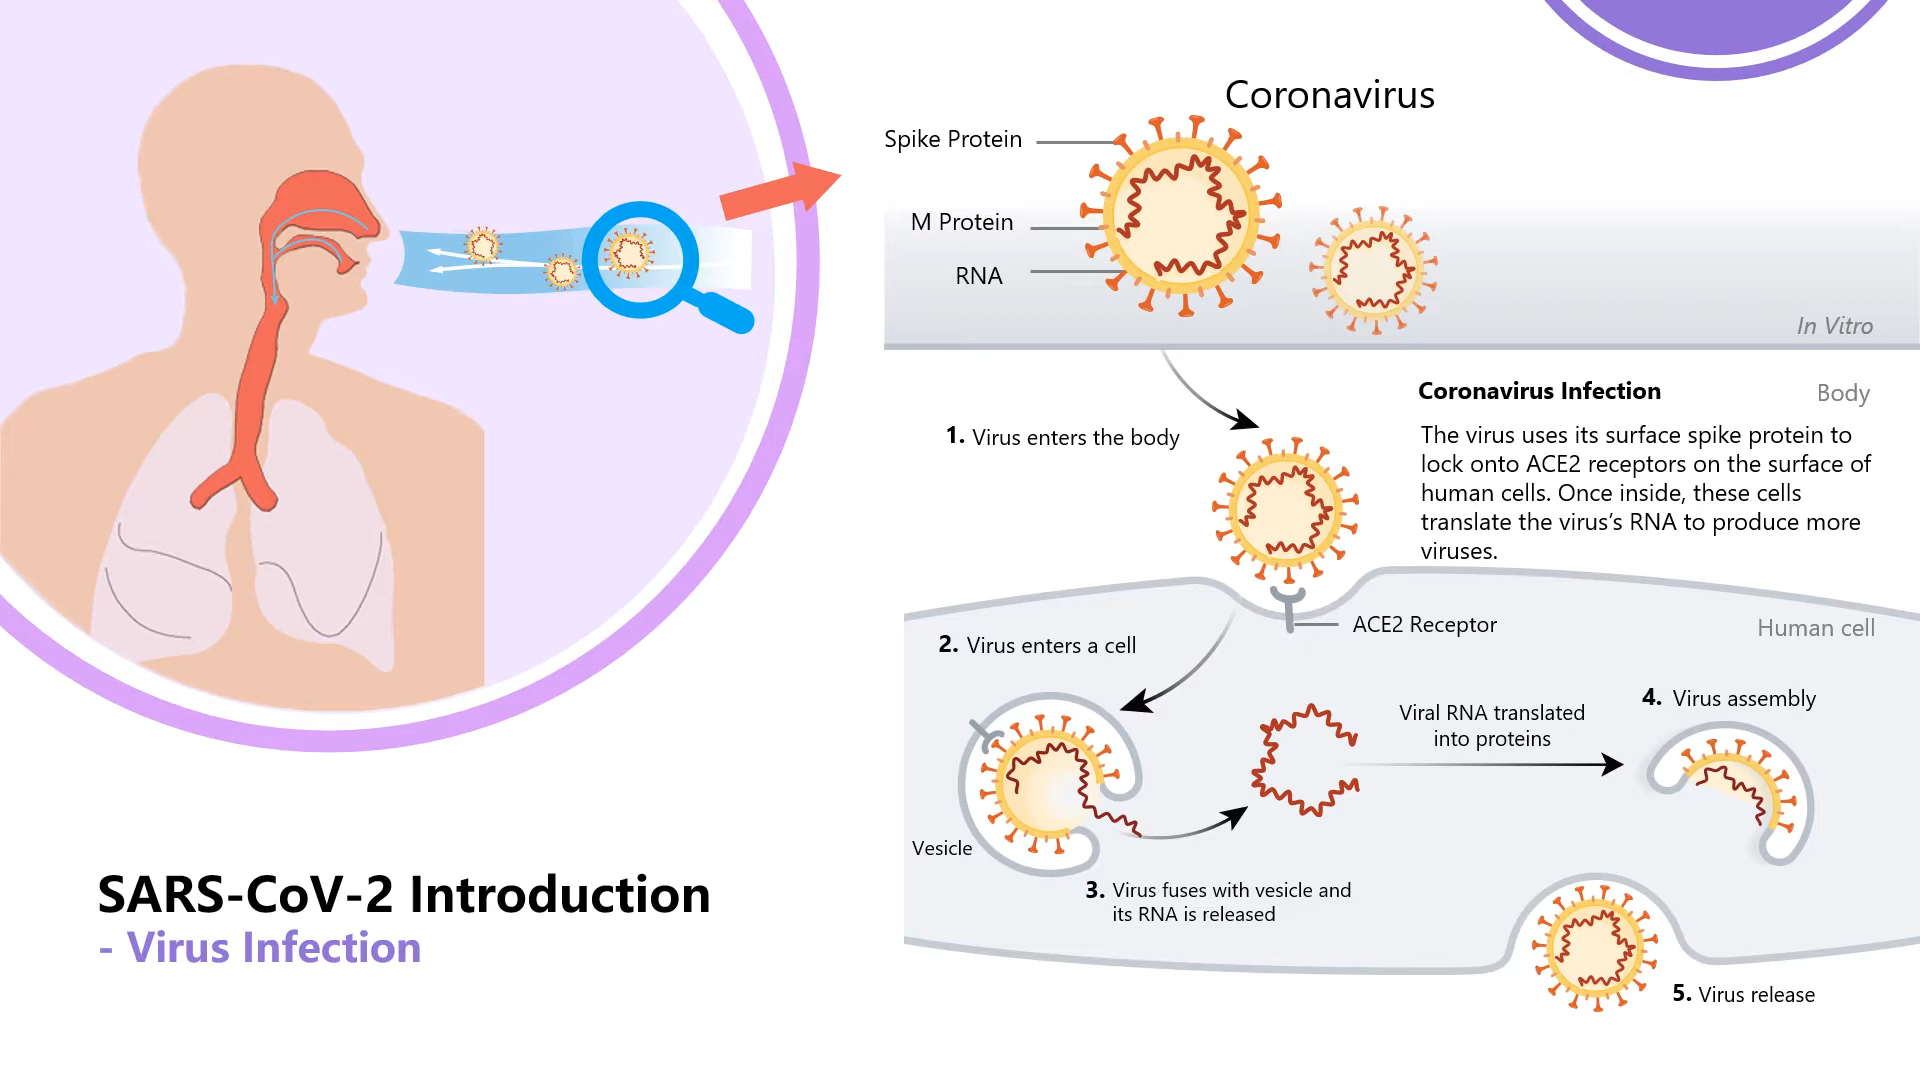 Coronavirus
Spike Protein
M Protein
RNA
In Vitro
Coronavirus Infection
Body
The virus uses its surface spike protein to
lock onto ACE2 receptors on the surface of
human cells. Once inside, these cells
translate the virus’s RNA to produce more
viruses.
1. Virus enters the body
ACE2 Receptor
Human cell
2. Virus enters a cell
Viral RNA translated
into proteins
4. Virus assembly
Vesicle
3. Virus fuses with vesicle and
its RNA is released
5. Virus release
SARS-CoV-2 Introduction
- Virus Infection